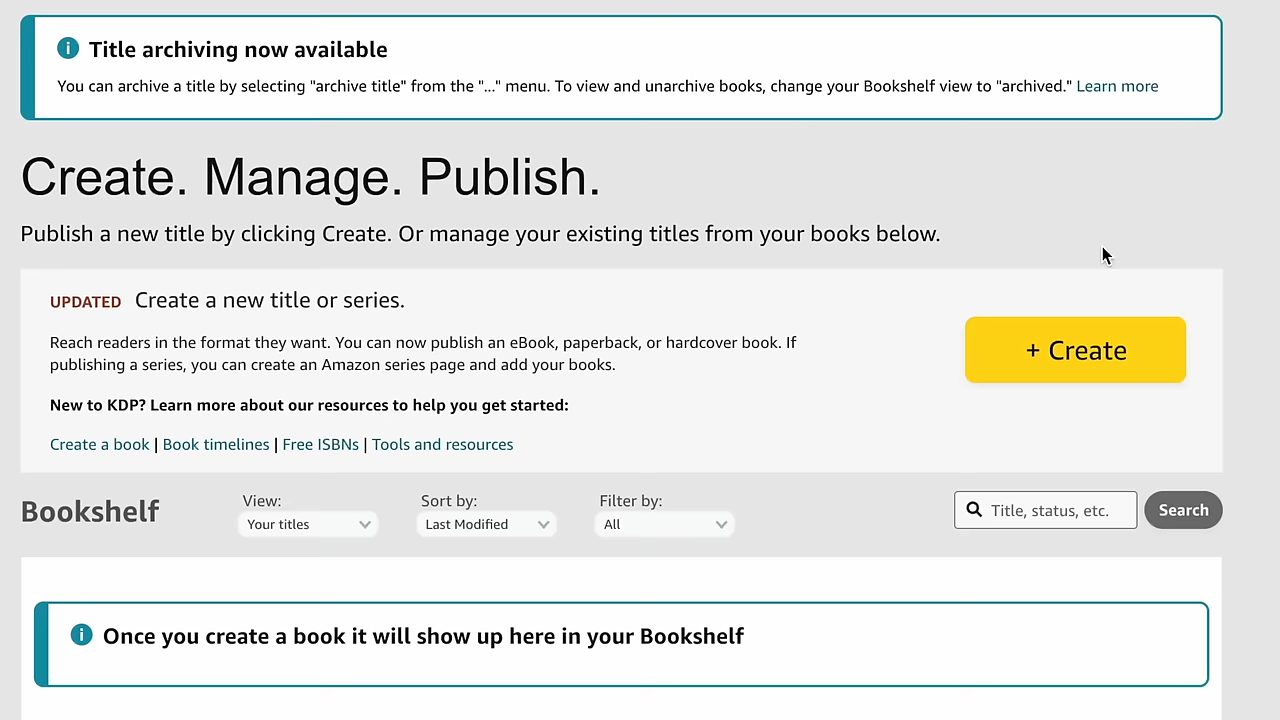 Title archiving now available
You can archive a title by selecting "archive title" from the "..." menu. To view and unarchive books, change your Bookshelf view to "archived." Learn more
Create. Manage. Publish.
Publish a new title by clicking Create. Or manage your existing titles from your books below.
UPDATED Create a new title or series.
Reach readers in the format they want. You can now publish an eBook, paperback, or hardcover book. If
publishing a series, you can create an Amazon series page and add your books.
+ Create
New to KDP? Learn more about our resources to help you get started:
Create a book | Book timelines | Free ISBNs | Tools and resources
Bookshelf
View:
Your titles
Sort by:
Last Modified
Filter by:
All
Title, status, etc.
Search
Once you create a book it will show up here in your Bookshelf